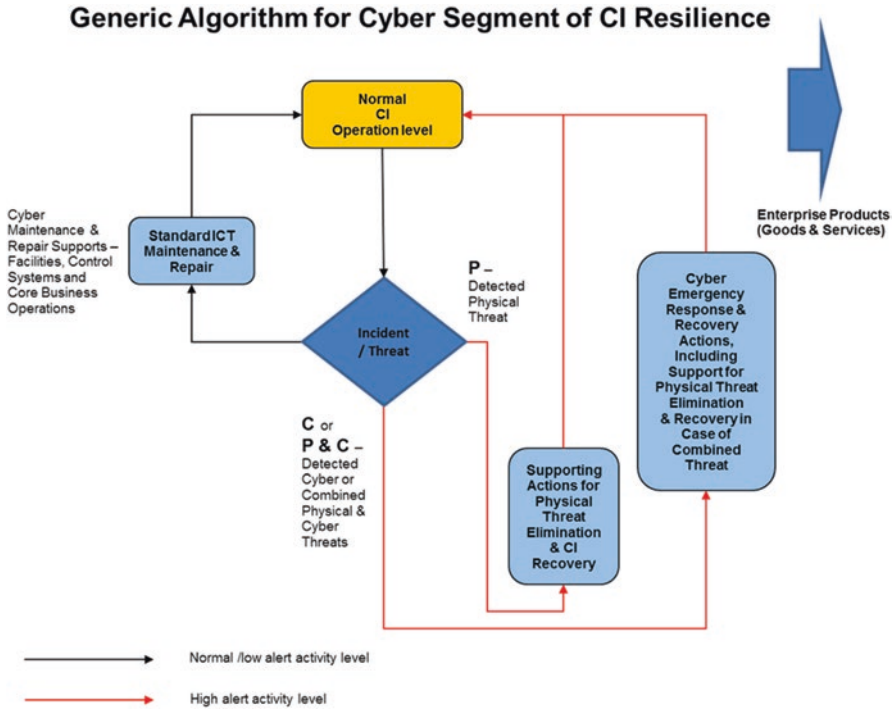 Generic Algorithm for Cyber Segment of CI Resilience
Normal
CI
Operation level
Enterprise Products
(Goods & Services)
Cyber
Maintenance &
Repair Supports –
Facilities, Control
Systems and
Core Business
Operations
Standard ICT
Maintenance &
Repair
P –
Detected
Physical
Threat
Incident
/ Threat
Cyber
Emergency
Response &
Recovery
Actions,
Including
Support for
Physical Threat
Elimination
& Recovery in
Case of
Combined
Threat
C or
P & C –
Detected
Cyber or
Combined
Physical &
Cyber
Threats
Supporting
Actions for
Physical
Threat
Elimination
& CI
Recovery
Normal /low alert activity level
High alert activity level